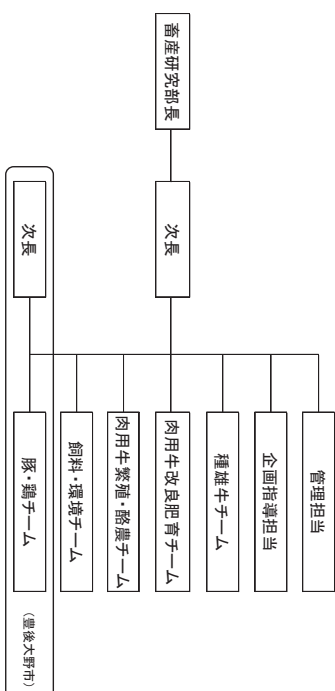 畜産研究部長
次長
次長
管理担当
企画指導担当
種雄牛チーム
肉用牛改良肥育チーム
肉用牛繁殖・酪農チーム
飼料・環境チーム
豚・鶏チーム
（豊後大野市）